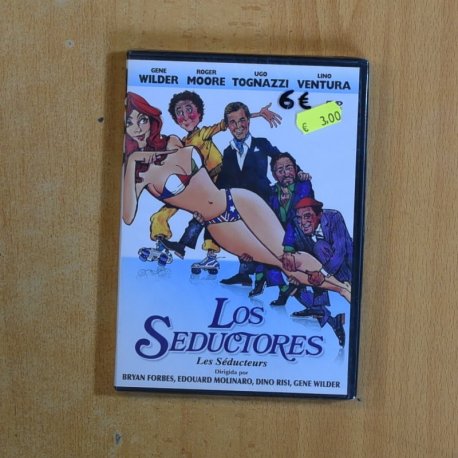 GENE WILDER ROGER MOORE UGO TOGNAZZI LINO VENTURA
6€
€ 3,00
LOS
SEDUCTORES
Les Séducteurs
Dirigida por
BRYAN FORBES, EDOUARD MOLINARO, DINO RISI, GENE WILDER